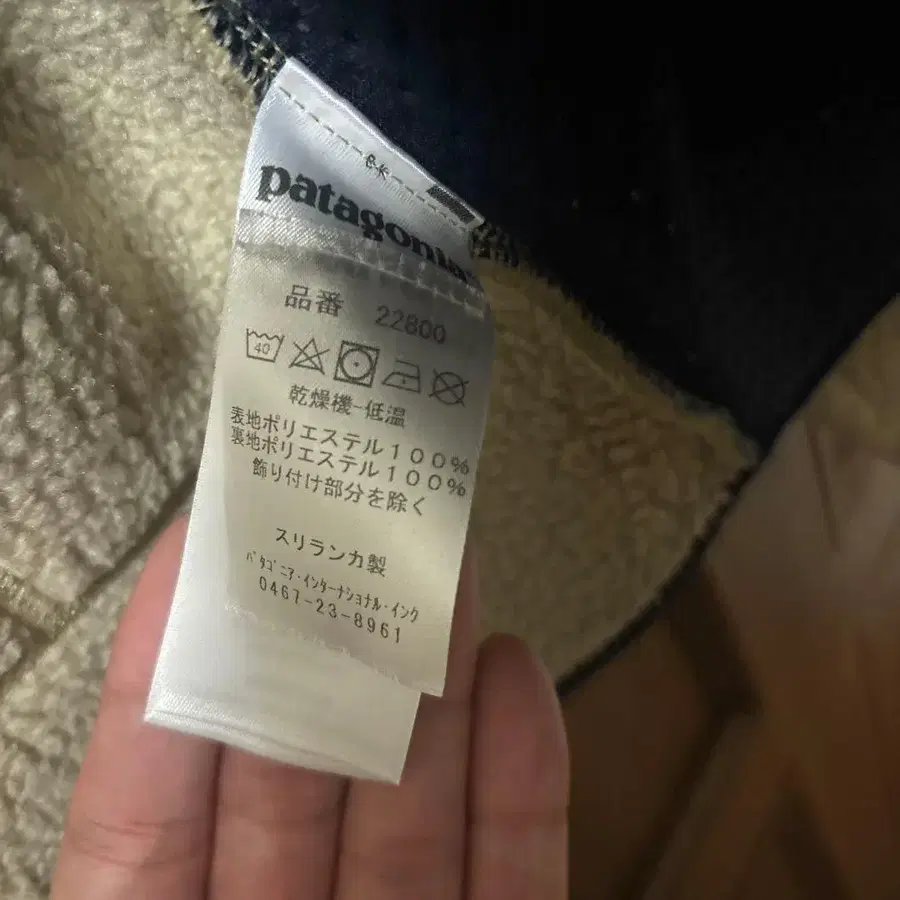 patagonia
品番 22800
40
乾燥機-低温
表地ポリエステル100%
裏地ポリエステル100%
飾り付け部分を除く
スリランカ製
パタゴニア・インターナショナル・インク
0467-23-8961